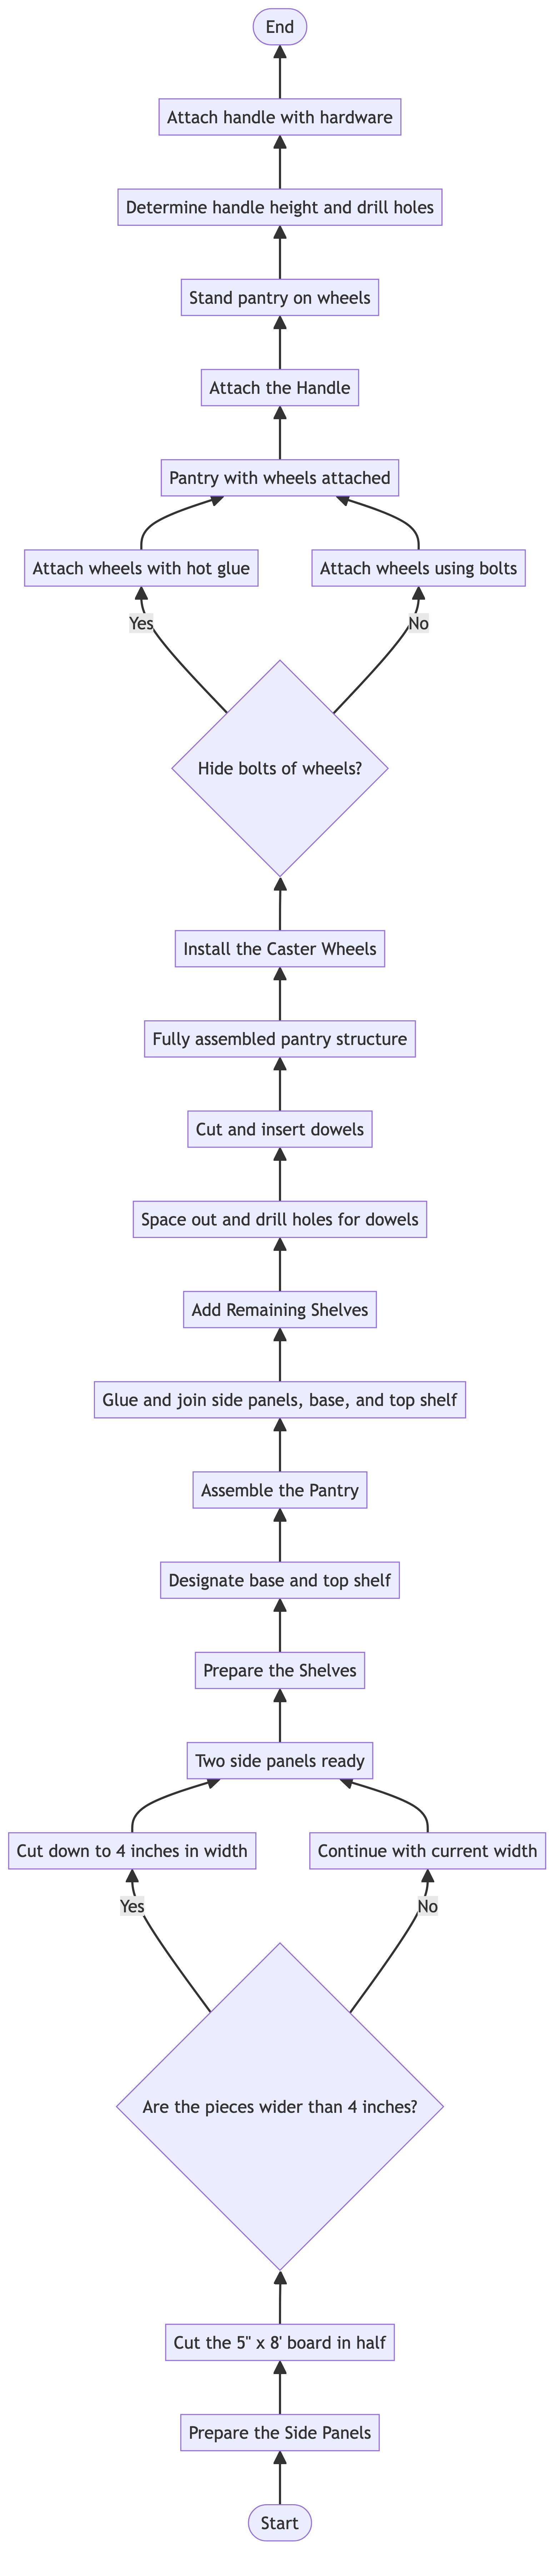 End
Attach handle with hardware
Determine handle height and drill holes
Stand pantry on wheels
Attach the Handle
Pantry with wheels attached
Attach wheels with hot glue
Attach wheels using bolts
Yes
No
Hide bolts of wheels?
Install the Caster Wheels
Fully assembled pantry structure
Cut and insert dowels
Space out and drill holes for dowels
Add Remaining Shelves
Glue and join side panels, base, and top shelf
Assemble the Pantry
Designate base and top shelf
Prepare the Shelves
Two side panels ready
Cut down to 4 inches in width
Continue with current width
Yes
No
Are the pieces wider than 4 inches?
Cut the 5" x 8' board in half
Prepare the Side Panels
Start